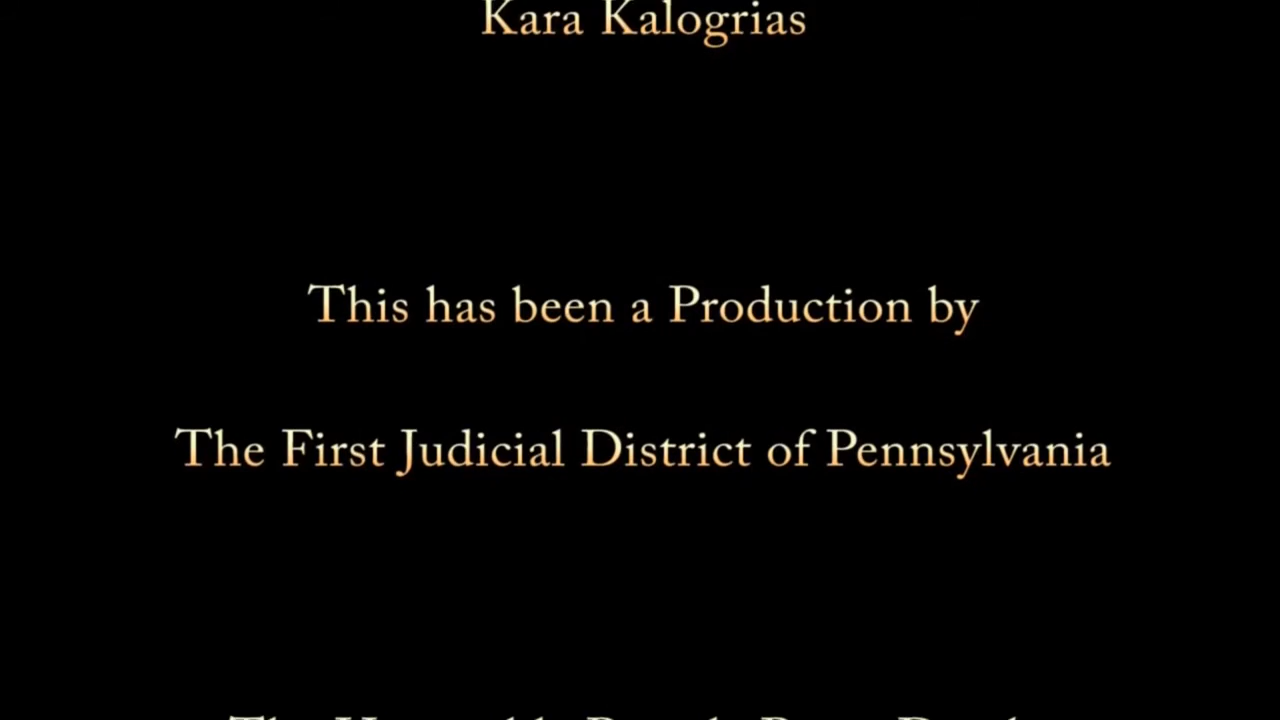 Kara Kalogrias
This has been a Production by
The First Judicial District of Pennsylvania